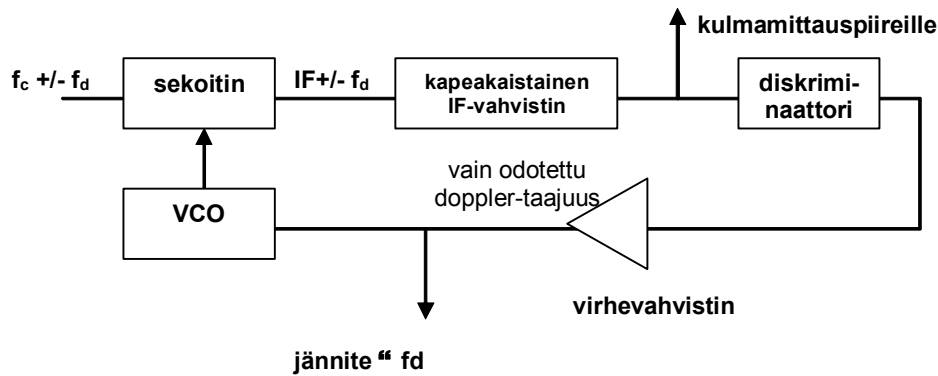 kulmamittauspiireille
fc +/- fd
sekoitin
IF+/- fd
kapeakaistainen
IF-vahvistin
diskrimi-
naattori
vain odotettu
doppler-taajuus
VCO
virhevahvistin
jännite " fd